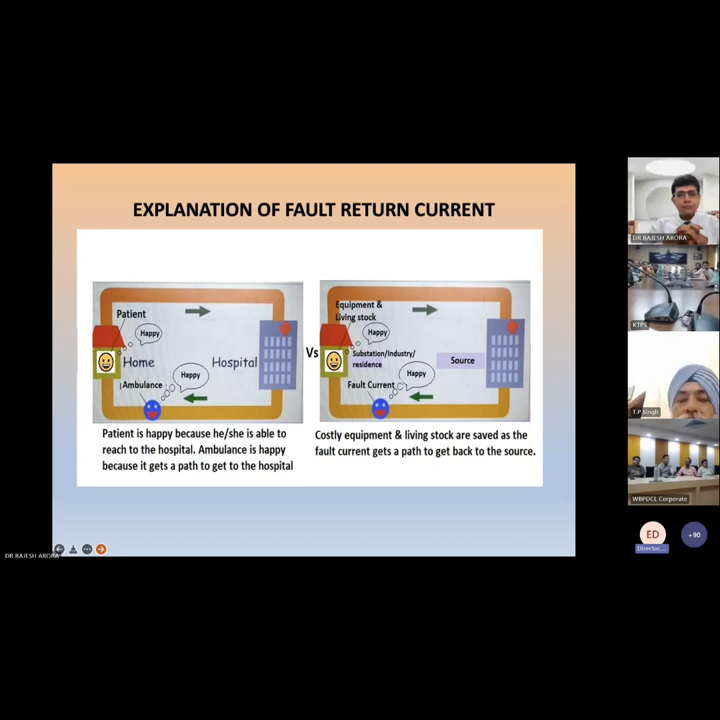 EXPLANATION OF FAULT RETURN CURRENT
Patient
Happy
Home
Hospital
Ambulance
Happy
Vs
Equipment &
Living stock
Happy
Substation/Industry/
residence
Source
Fault Current
Happy
Patient is happy because he/she is able to
reach to the hospital. Ambulance is happy
because it gets a path to get to the hospital
Costly equipment & living stock are saved as the
fault current gets a path to get back to the source.
DR RAJESH ARORA
DR RAJESH ARORA
KTPS
T.P.Singh
WBPDCL Corporate
ED
Director,...
+90